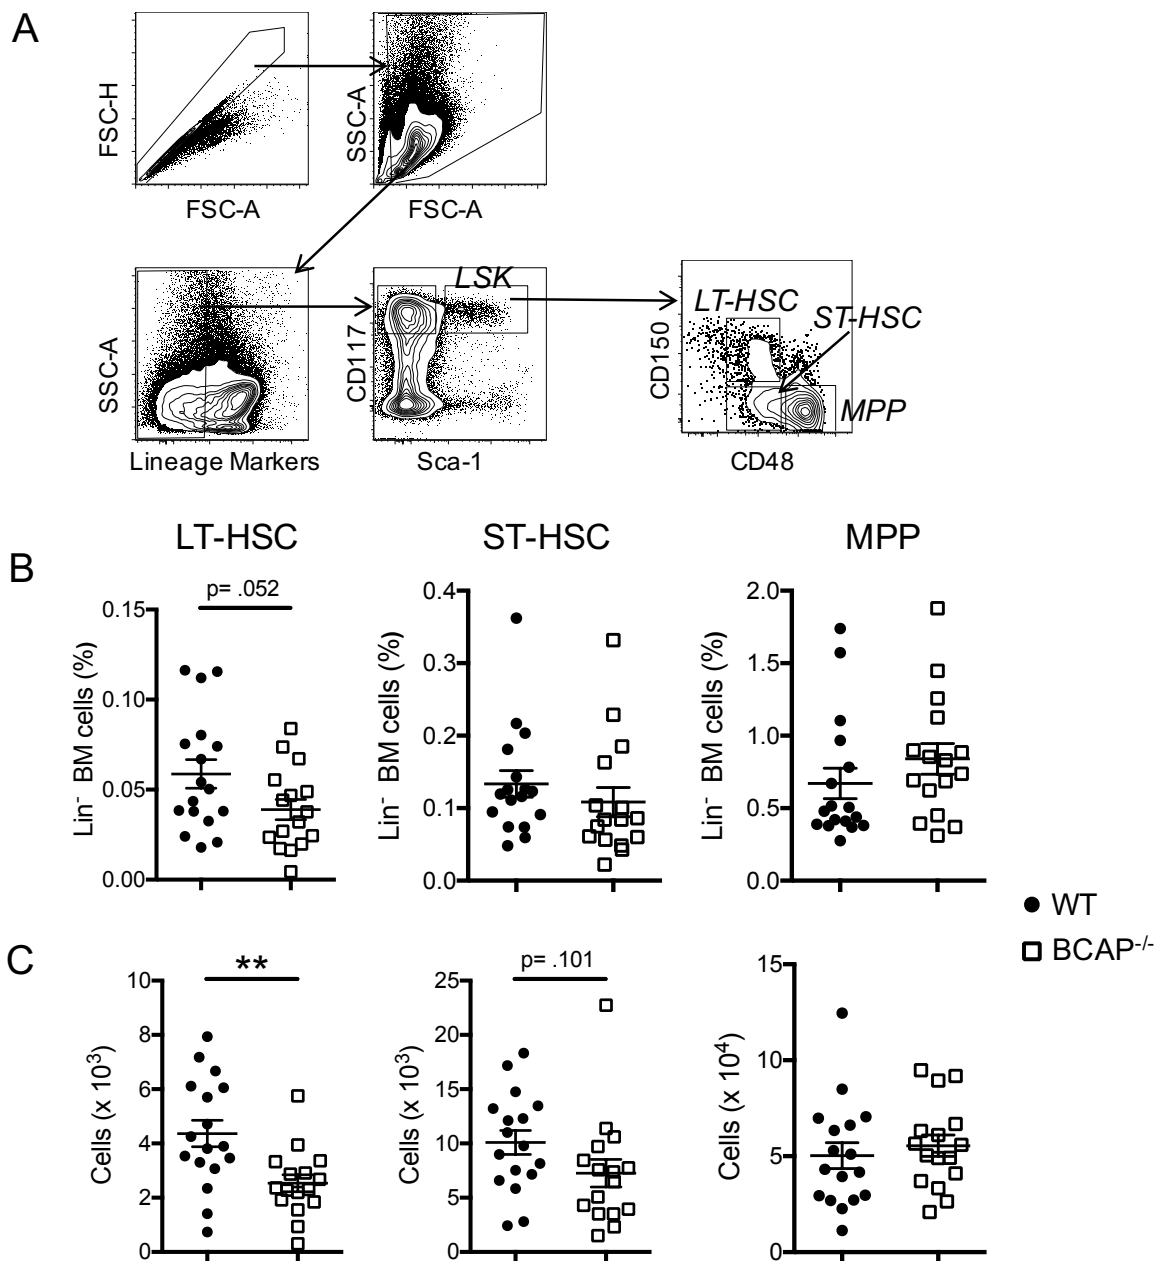 A
FSC-H
FSC-A
SSC-A
FSC-A
SSC-A
Lineage Markers
CD117
LSK
Sca-1
CD150
LT-HSC
ST-HSC
MPP
CD48
B
LT-HSC
ST-HSC
MPP
p= .052
Lin⁻ BM cells (%)
0.15
0.10
0.05
0.00
Lin⁻ BM cells (%)
0.4
0.3
0.2
0.1
0.0
Lin⁻ BM cells (%)
2.0
1.5
1.0
0.5
0.0
WT
BCAP⁻/⁻
C
**
Cells (x 10³)
10
8
6
4
2
0
p= .101
Cells (x 10³)
25
20
15
10
5
0
Cells (x 10⁴)
15
10
5
0